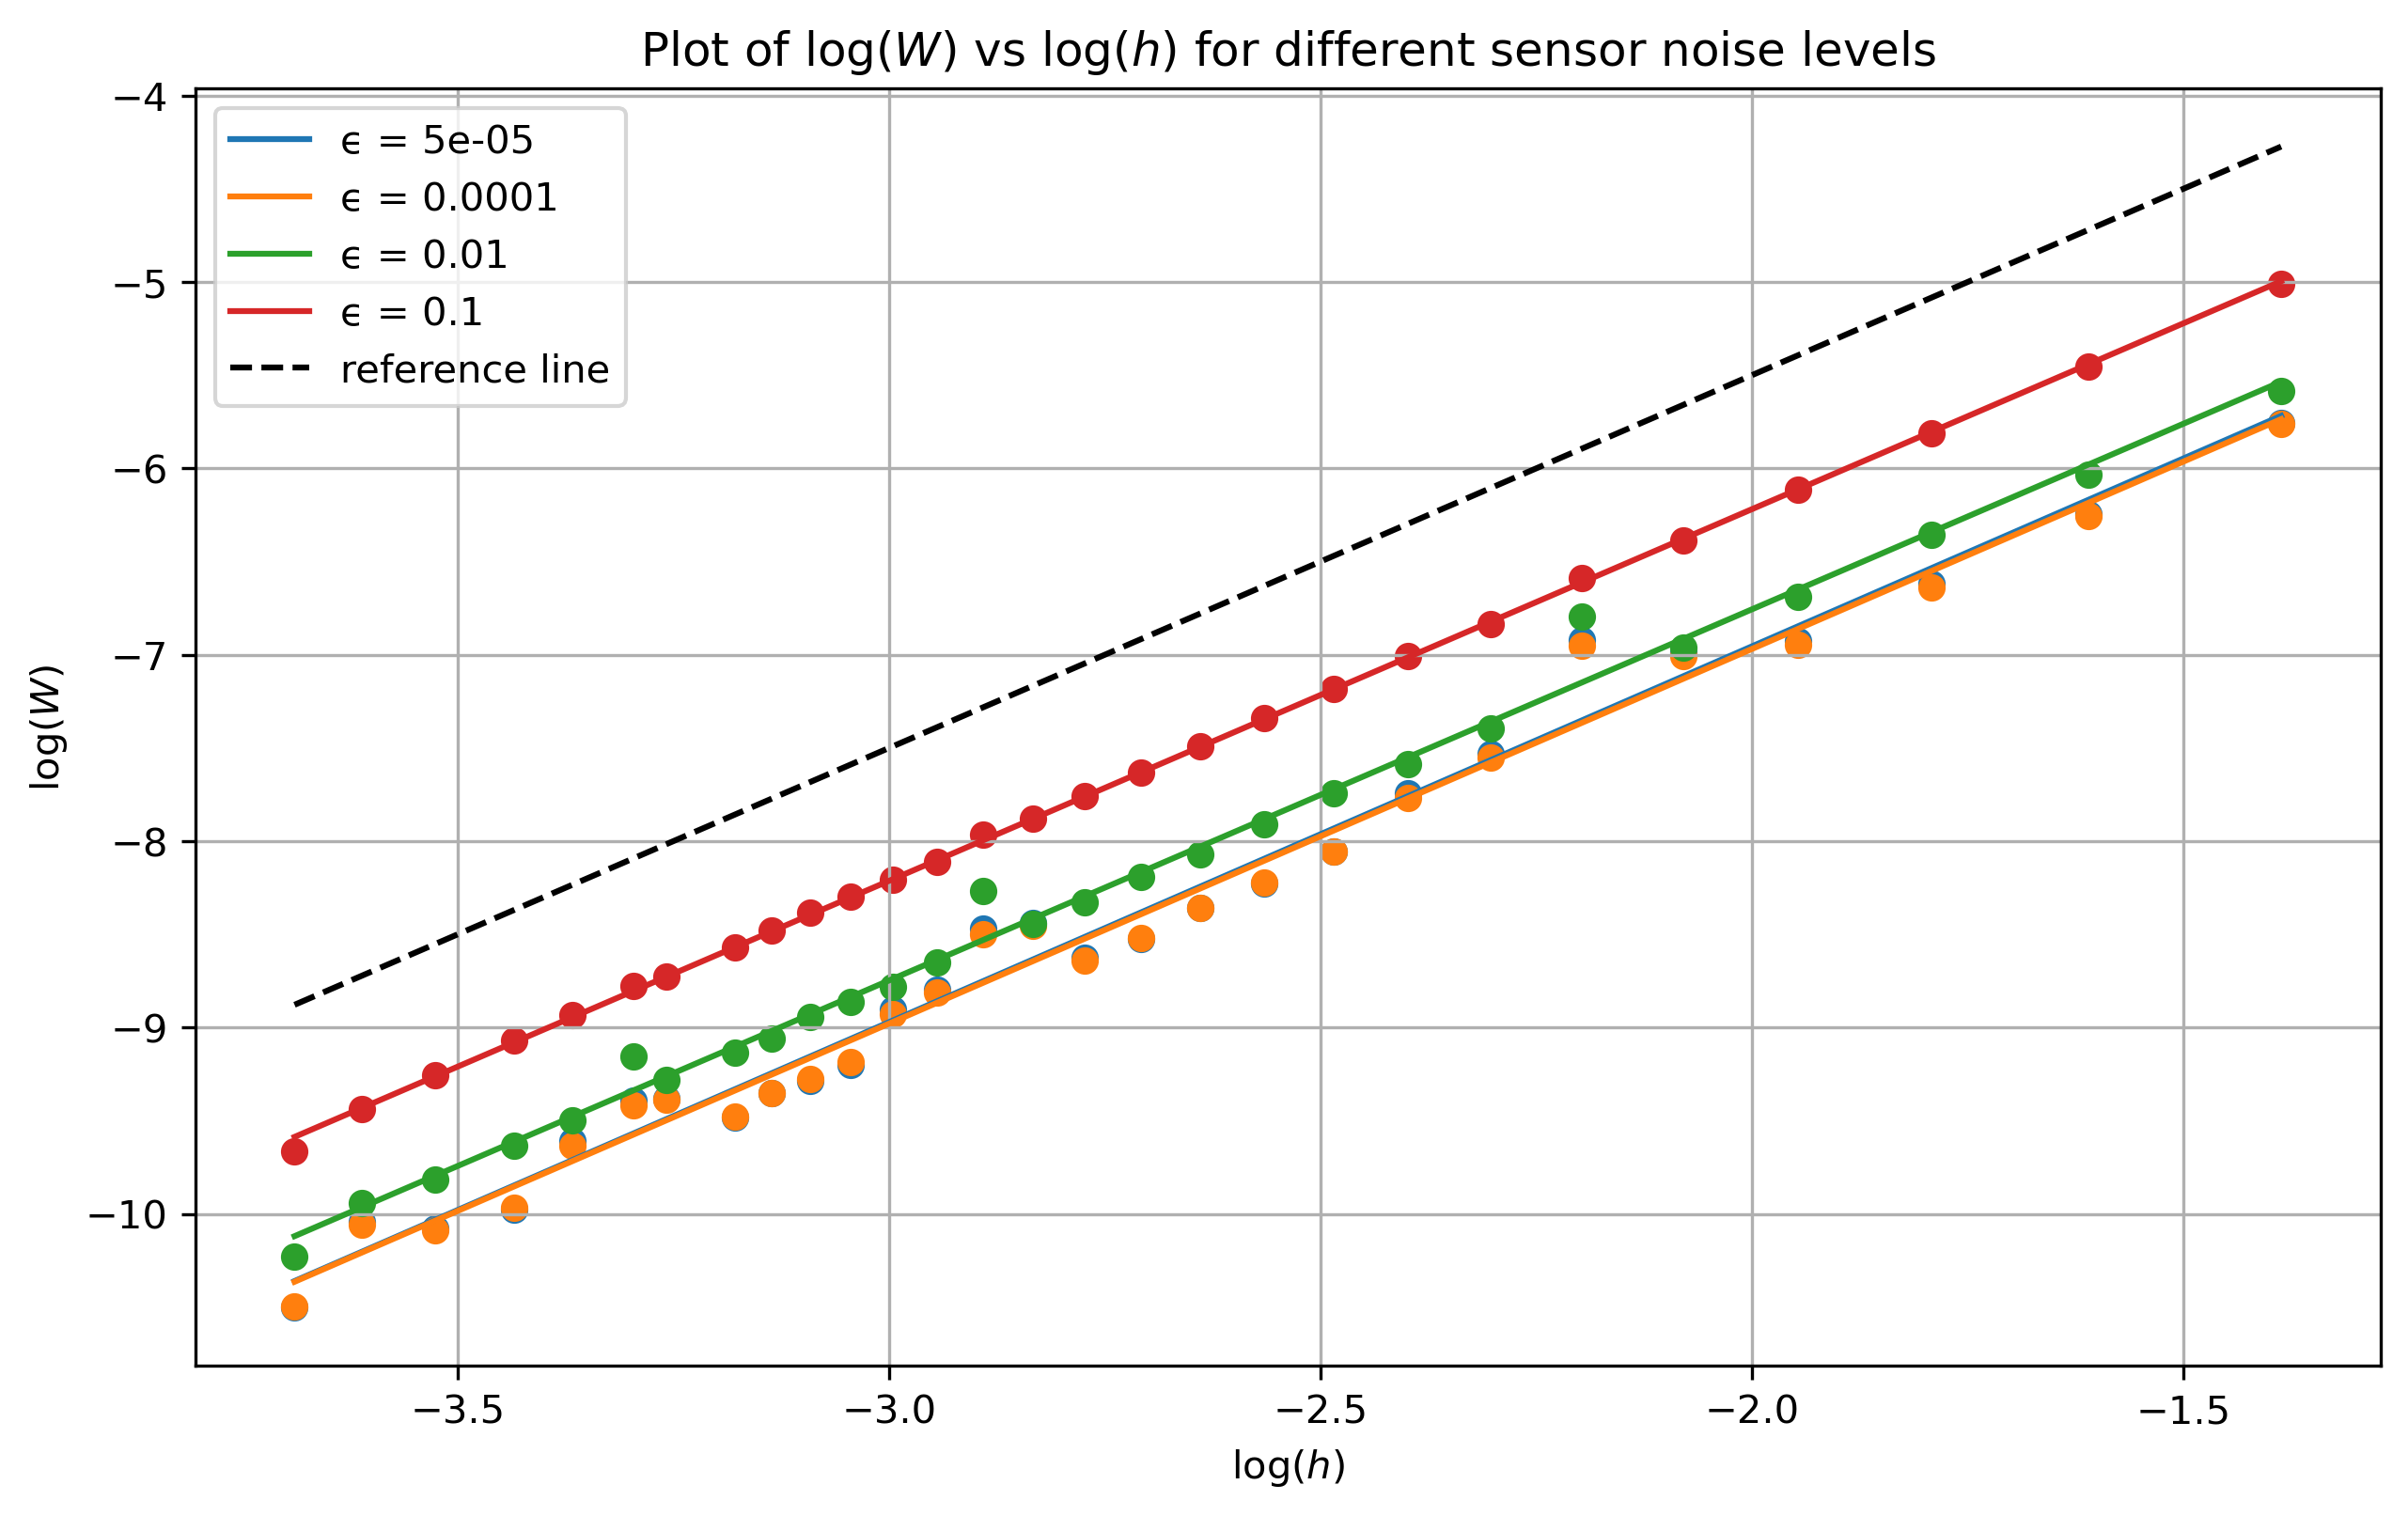 Plot of log(W) vs log(h) for different sensor noise levels
ϵ = 5e-05
ϵ = 0.0001
ϵ = 0.01
ϵ = 0.1
reference line
−4
−5
−6
−7
−8
−9
−10
log(W)
−3.5
−3.0
−2.5
−2.0
−1.5
log(h)